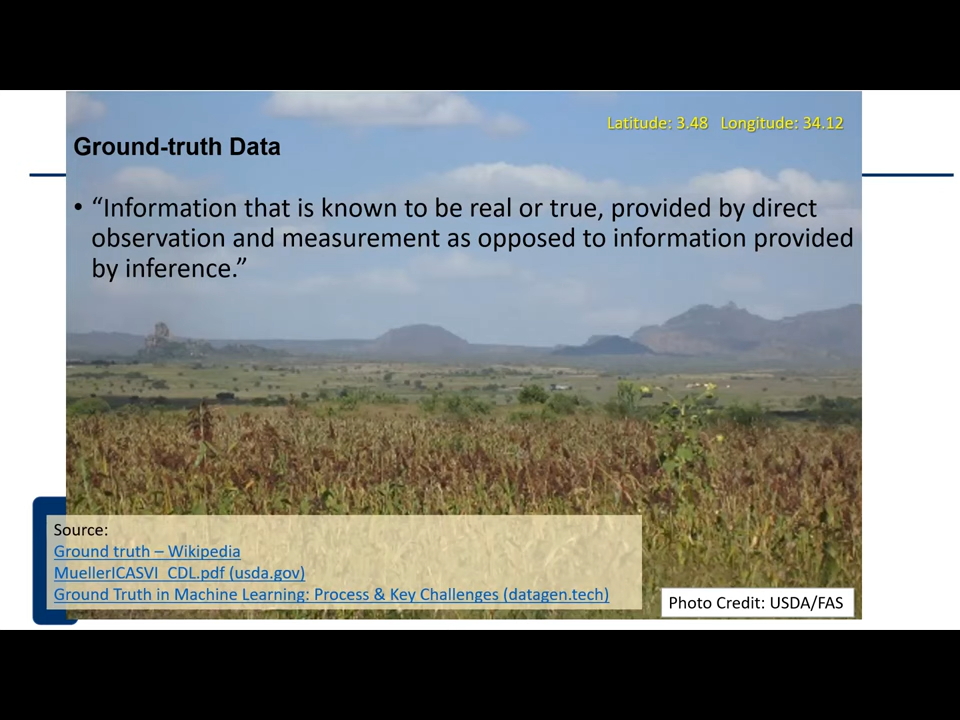 Latitude: 3.48 Longitude: 34.12
Ground-truth Data
• “Information that is known to be real or true, provided by direct
observation and measurement as opposed to information provided
by inference.”
Source:
Ground truth – Wikipedia
MuellerICASVI_CDL.pdf (usda.gov)
Ground Truth in Machine Learning: Process & Key Challenges (datagen.tech)
Photo Credit: USDA/FAS